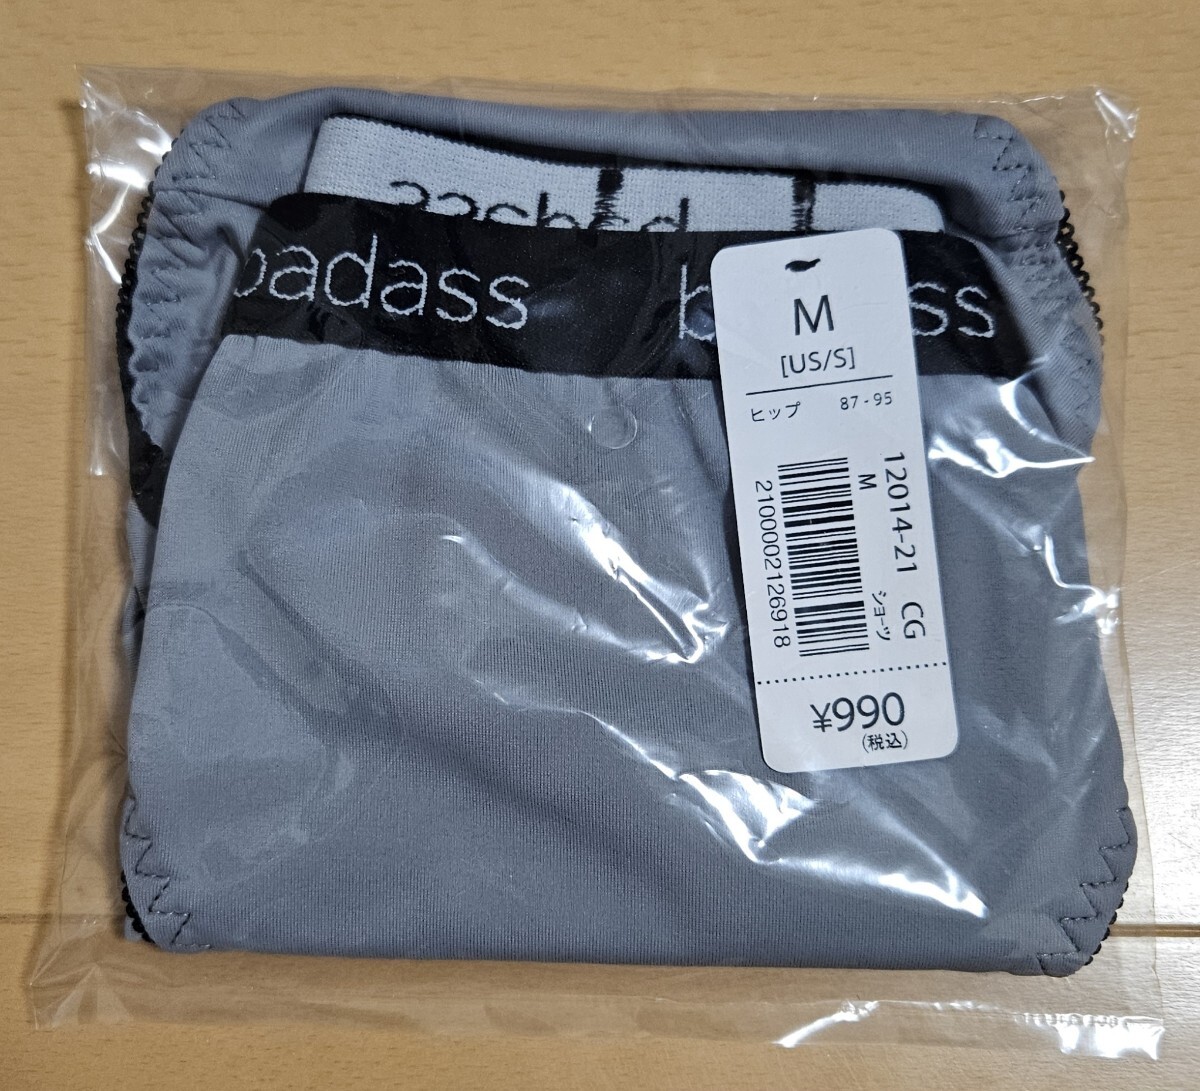 badass
badass
M
[US/S]
ヒップ 87-95
12014-21 CG
M ショーツ
2100002126918
¥990
(税込)